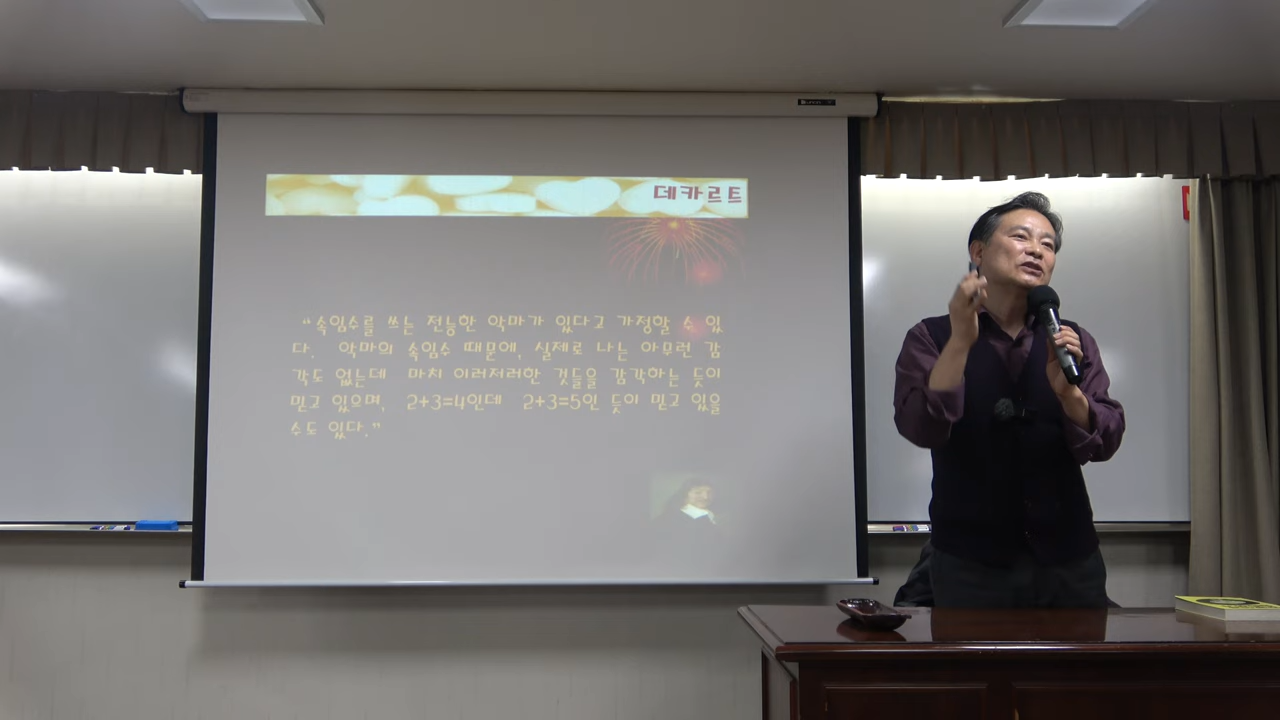 데카르트
“속임수를 쓰는 전능한 악마가 있다고 가정할 수 있
다. 악마의 속임수 때문에, 실제로 나는 아무런 감
각도 없는데 마치 이러저러한 것들을 감각하는 듯이
믿고 있으며, 2+3=4인데 2+3=5인 듯이 믿고 있을
수도 있다.”